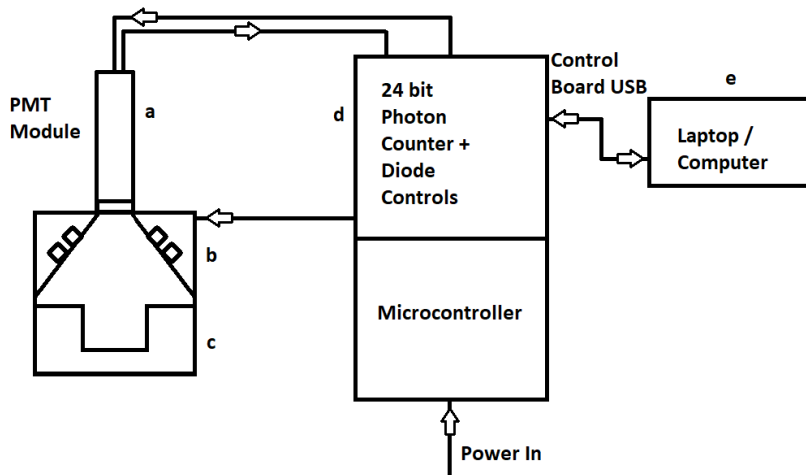 PMT
Module
a
b
c
d
24 bit
Photon
Counter +
Diode
Controls
Microcontroller
Power In
Control
Board USB
e
Laptop /
Computer